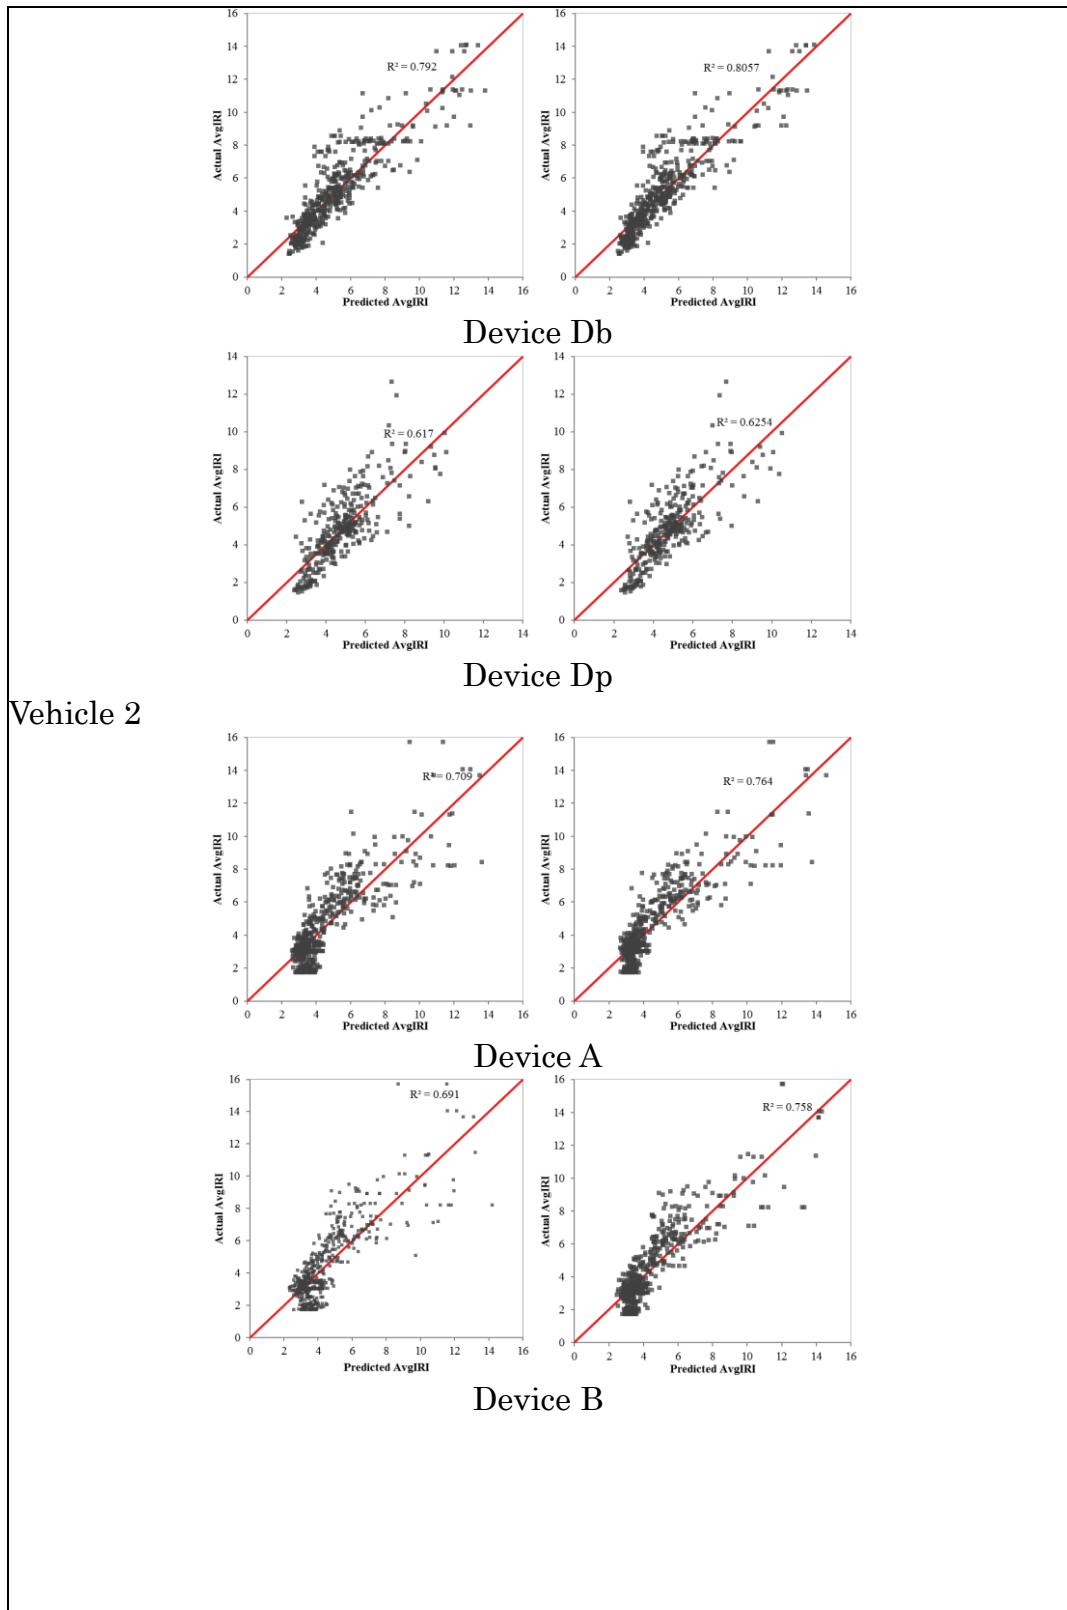 16
14
12
10
8
6
4
2
0
Actual AvgIRI
R² = 0.792
0 2 4 6 8 10 12 14 16
Predicted AvgIRI
16
14
12
10
8
6
4
2
0
Actual AvgIRI
R² = 0.8057
0 2 4 6 8 10 12 14 16
Predicted AvgIRI
Device Db
14
12
10
8
6
4
2
0
Actual AvgIRI
R² = 0.617
0 2 4 6 8 10 12 14
Predicted AvgIRI
14
12
10
8
6
4
2
0
Actual AvgIRI
R² = 0.6254
0 2 4 6 8 10 12 14
Predicted AvgIRI
Device Dp
Vehicle 2
16
14
12
10
8
6
4
2
0
Actual AvgIRI
R² = 0.709
0 2 4 6 8 10 12 14 16
Predicted AvgIRI
16
14
12
10
8
6
4
2
0
Actual AvgIRI
R² = 0.764
0 2 4 6 8 10 12 14 16
Predicted AvgIRI
Device A
16
14
12
10
8
6
4
2
0
Actual AvgIRI
R² = 0.691
0 2 4 6 8 10 12 14 16
Predicted AvgIRI
16
14
12
10
8
6
4
2
0
Actual AvgIRI
R² = 0.758
0 2 4 6 8 10 12 14 16
Predicted AvgIRI
Device B